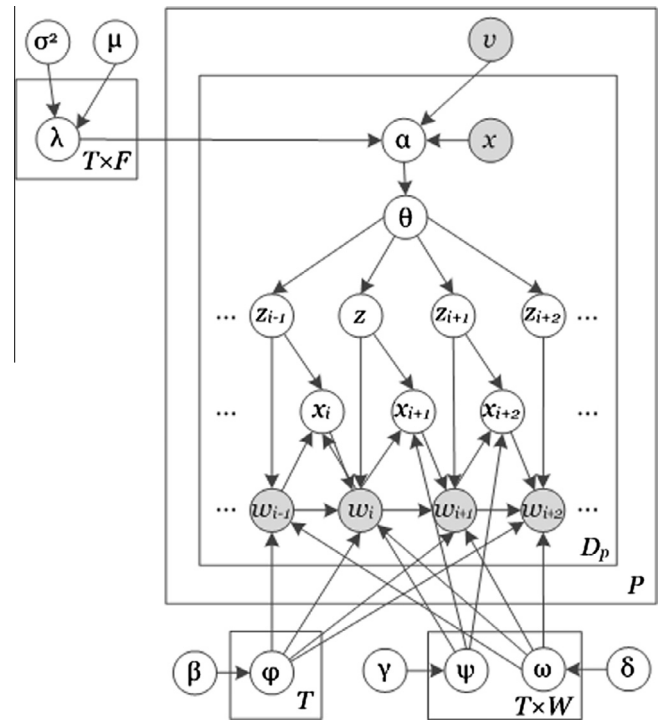 σ² μ υ
λ α x
T×F
θ
... z_{i-1} z z_{i+1} z_{i+2} ...
... x_i x_{i+1} x_{i+2} ...
... w_{i-1} w_i w_{i+1} w_{i+2} ...
D_p
P
β φ γ ψ ω δ
T T×W